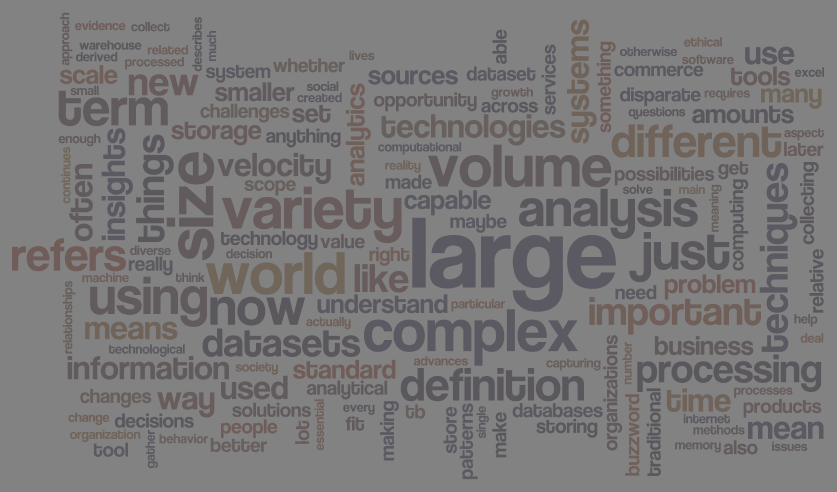 approach
evidence
collect
describes
much
able
systems
something
otherwise
ethical
warehouse
related
lives
derived
processed
software
use
scale
new
system
whether
sources
dataset
services
commerce
tools
excel
small
smaller
social
created
analytics
opportunity
growth
across
disparate
requires
many
term
challenges
set
technologies
questions
amounts
enough
storage
anything
computational
different
aspect
later
continues
often
insights
things
size
velocity
reality
volume
possibilities
get
scope
made
solve
main
meaning
computing
techniques
collecting
variety
capable
analysis
maybe
large
just
refers
diverse
really
technology
value
decision
right
machine
think
world
like
need
problem
relative
relationships
using
now
understand
particular
important
help
means
actually
complex
deal
technological
datasets
business
information
society
standard
advances
capturing
organizations
number
processing
changes
way
used
analytical
definition
processes
time
products
change
decisions
solutions
every
making
tb
store
patterns
single
make
databases
buzzword
traditional
internet
organization
behavior
people
lot
essential
fit
storing
methods
mean
tool
gather
better
memory
also
issues